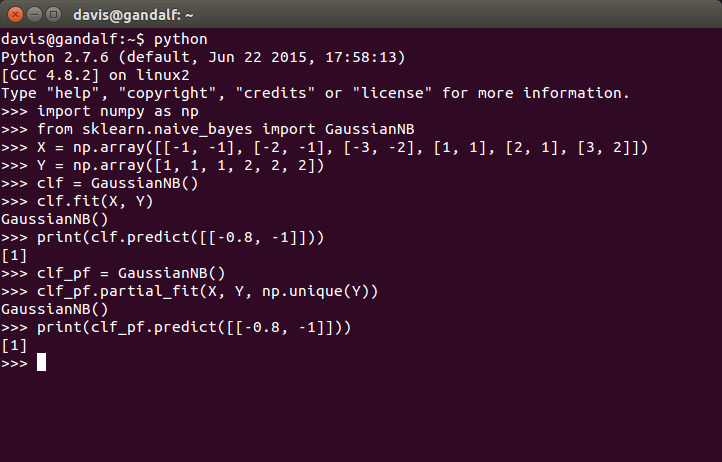 davis@gandalf: ~
davis@gandalf:~$ python
Python 2.7.6 (default, Jun 22 2015, 17:58:13)
[GCC 4.8.2] on linux2
Type "help", "copyright", "credits" or "license" for more information.
>>> import numpy as np
>>> from sklearn.naive_bayes import GaussianNB
>>> X = np.array([[-1, -1], [-2, -1], [-3, -2], [1, 1], [2, 1], [3, 2]])
>>> Y = np.array([1, 1, 1, 2, 2, 2])
>>> clf = GaussianNB()
>>> clf.fit(X, Y)
GaussianNB()
>>> print(clf.predict([[-0.8, -1]]))
[1]
>>> clf_pf = GaussianNB()
>>> clf_pf.partial_fit(X, Y, np.unique(Y))
GaussianNB()
>>> print(clf_pf.predict([[-0.8, -1]]))
[1]
>>>